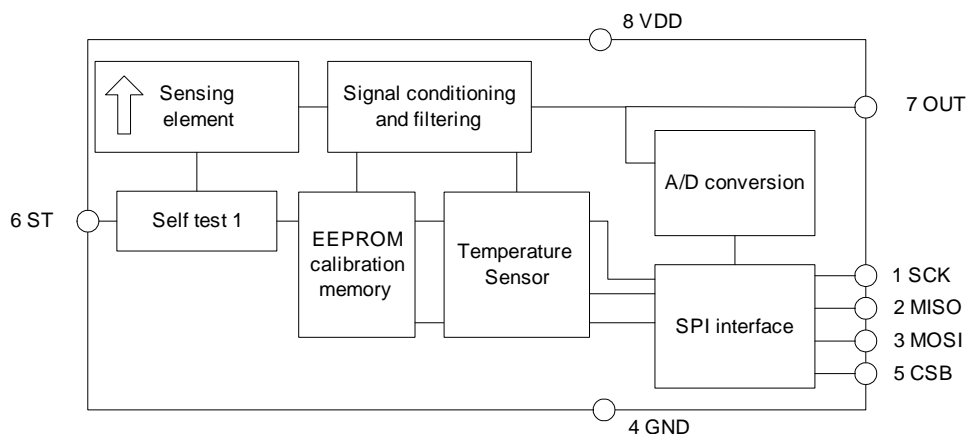 8 VDD
Sensing
element
Signal conditioning
and filtering
7 OUT
A/D conversion
6 ST
Self test 1
EEPROM
calibration
memory
Temperature
Sensor
SPI interface
1 SCK
2 MISO
3 MOSI
5 CSB
4 GND